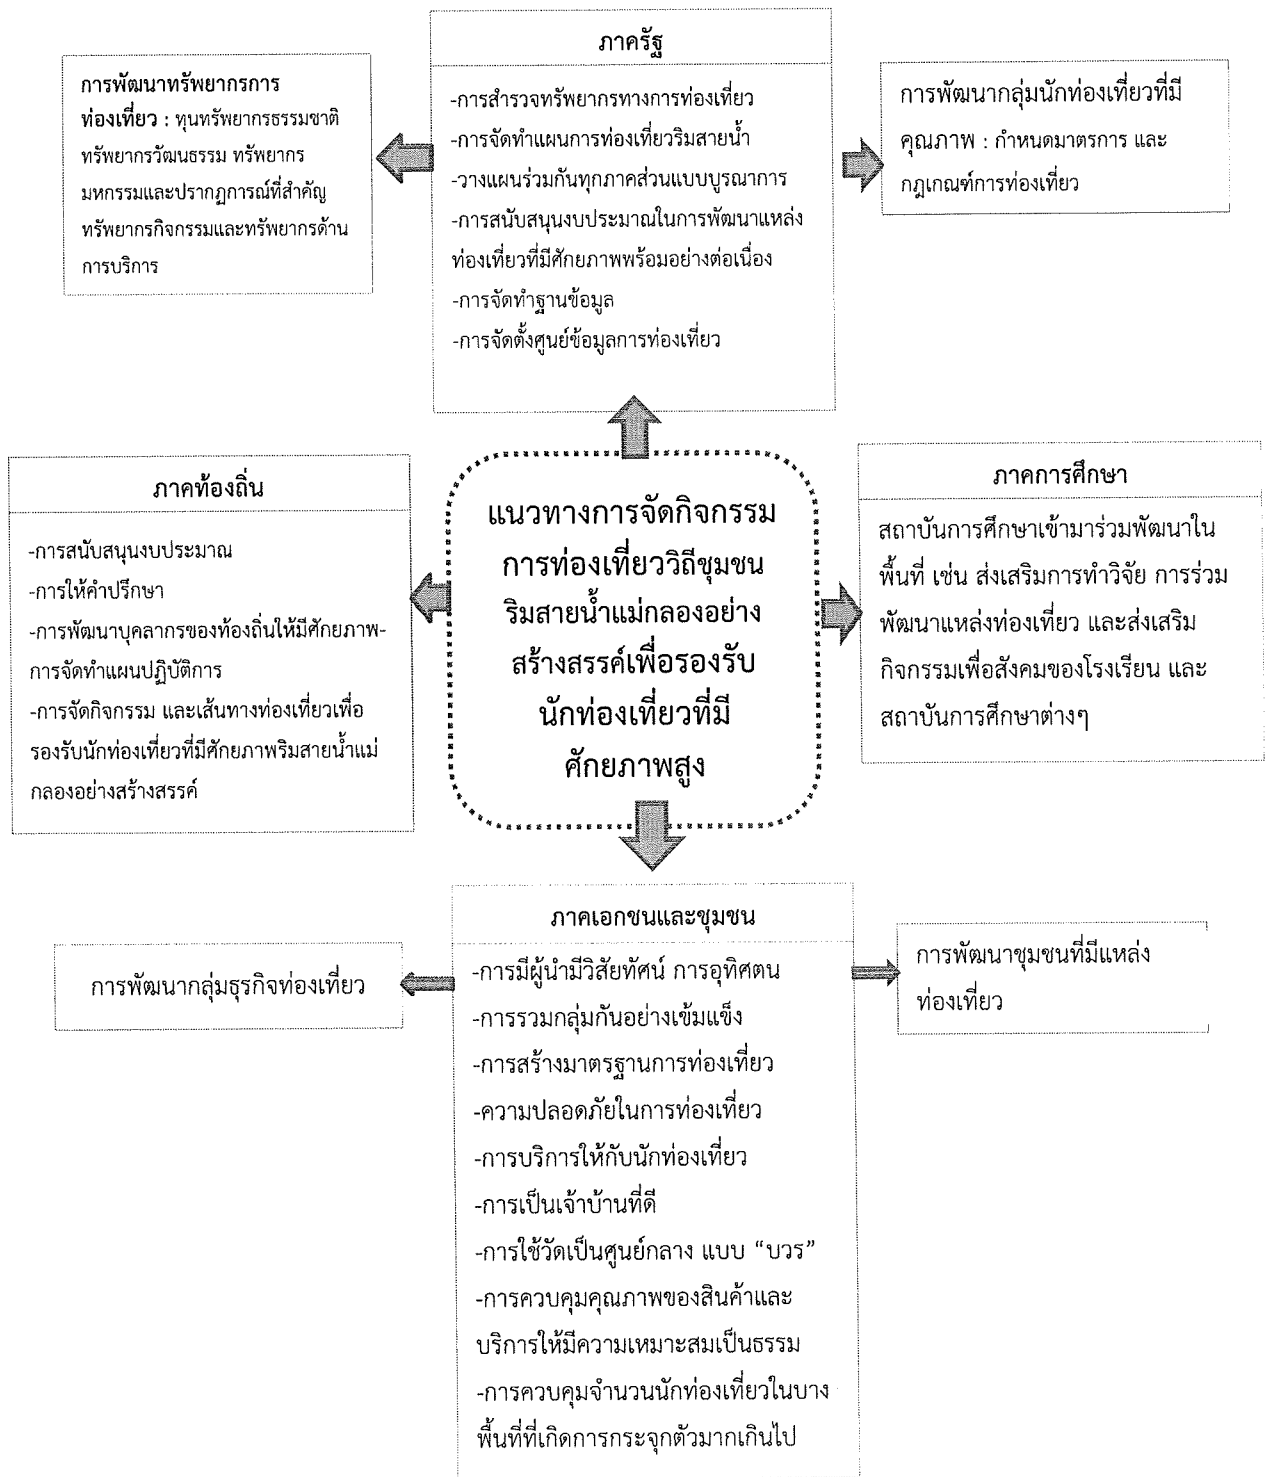 ภาครัฐ
-การสำรวจทรัพยากรทางการท่องเที่ยว
-การจัดทำแผนการท่องเที่ยวริมสายน้ำ
-วางแผนร่วมกันทุกภาคส่วนแบบบูรณาการ
-การสนับสนุนงบประมาณในการพัฒนาแหล่ง
ท่องเที่ยวที่มีศักยภาพพร้อมอย่างต่อเนื่อง
-การจัดทำฐานข้อมูล
-การจัดตั้งศูนย์ข้อมูลการท่องเที่ยว
การพัฒนาทรัพยากรการ
ท่องเที่ยว : ทุนทรัพยากรธรรมชาติ
ทรัพยากรวัฒนธรรม ทรัพยากร
มหกรรมและปรากฏการณ์ที่สำคัญ
ทรัพยากรกิจกรรมและทรัพยากรด้าน
การบริการ
การพัฒนากลุ่มนักท่องเที่ยวที่มี
คุณภาพ : กำหนดมาตรการ และ
กฎเกณฑ์การท่องเที่ยว
ภาคท้องถิ่น
-การสนับสนุนงบประมาณ
-การให้คำปรึกษา
-การพัฒนาบุคลากรของท้องถิ่นให้มีศักยภาพ-
การจัดทำแผนปฏิบัติการ
-การจัดกิจกรรม และเส้นทางท่องเที่ยวเพื่อ
รองรับนักท่องเที่ยวที่มีศักยภาพริมสายน้ำแม่
กลองอย่างสร้างสรรค์
แนวทางการจัดกิจกรรม
การท่องเที่ยววิถีชุมชน
ริมสายน้ำแม่กลองอย่าง
สร้างสรรค์เพื่อรองรับ
นักท่องเที่ยวที่มี
ศักยภาพสูง
ภาคการศึกษา
สถาบันการศึกษาเข้ามาร่วมพัฒนาใน
พื้นที่ เช่น ส่งเสริมการทำวิจัย การร่วม
พัฒนาแหล่งท่องเที่ยว และส่งเสริม
กิจกรรมเพื่อสังคมของโรงเรียน และ
สถาบันการศึกษาต่างๆ
ภาคเอกชนและชุมชน
-การมีผู้นำมีวิสัยทัศน์ การอุทิศตน
-การรวมกลุ่มกันอย่างเข้มแข็ง
-การสร้างมาตรฐานการท่องเที่ยว
-ความปลอดภัยในการท่องเที่ยว
-การบริการให้กับนักท่องเที่ยว
-การเป็นเจ้าบ้านที่ดี
-การใช้วัดเป็นศูนย์กลาง แบบ “บวร”
-การควบคุมคุณภาพของสินค้าและ
บริการให้มีความเหมาะสมเป็นธรรม
-การควบคุมจำนวนนักท่องเที่ยวในบาง
พื้นที่ที่เกิดการกระจุกตัวมากเกินไป
การพัฒนากลุ่มธุรกิจท่องเที่ยว
การพัฒนาชุมชนที่มีแหล่ง
ท่องเที่ยว